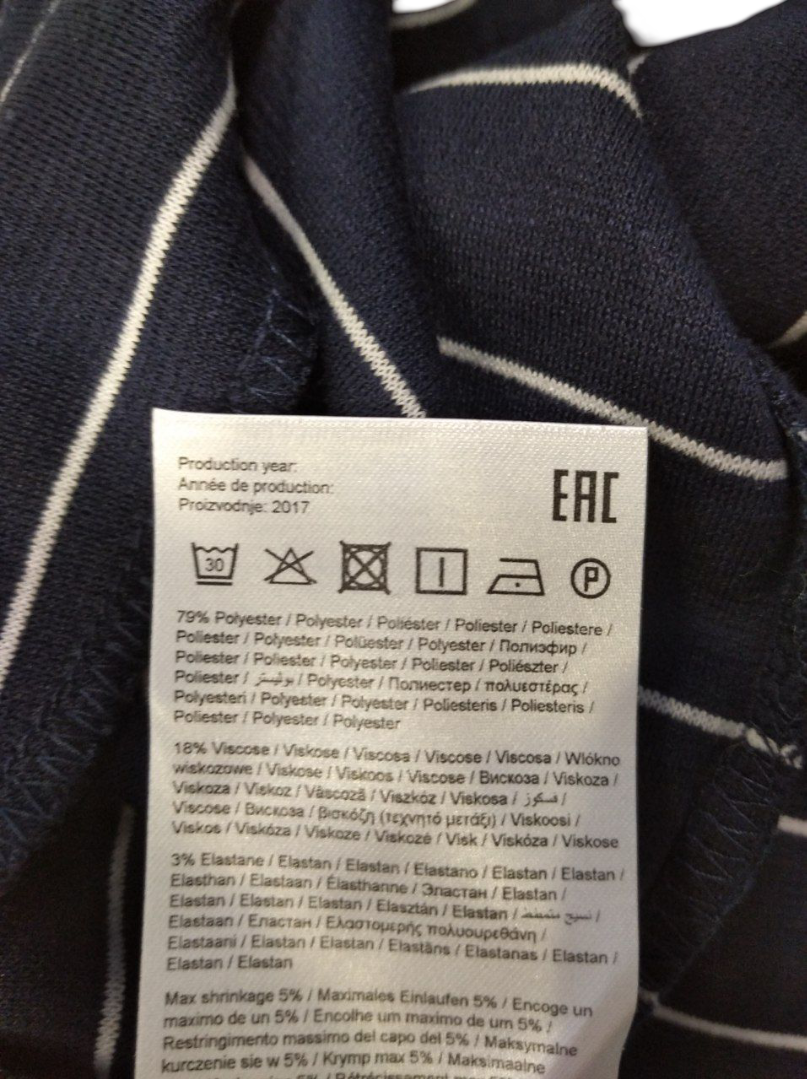 Production year:
Année de production:
Proizvodnje: 2017
EAC
30
P
79% Polyester / Polyester / Poliéster / Poliester / Poliestere /
Poliester / Polyester / Polüester / Polyester / Полиэфир /
Poliester / Poliester / Polyester / Poliester / Poliészter /
Poliester / بوليستر / Polyester / Полиестер / πολυεστέρας /
Polyesteri / Polyester / Polyester / Poliesteris / Poliesteris /
Poliester / Polyester / Polyester
18% Viscose / Viskose / Viscosa / Viscose / Viscosa / Włókno
wiskozowe / Viskose / Viskoos / Viscose / Вискоза / Viskoza /
Viskoza / Viskoz / Vâscoză / Viszkóz / Viskosa / فسكوز /
Viscose / Вискоза / βισκόζη (τεχνητό μετάξι) / Viskoosi /
Viskos / Viskóza / Viskoze / Viskozė / Visk / Viskóza / Viskose
3% Elastane / Elastan / Elastan / Elastano / Elastan / Elastan /
Elasthan / Elastaan / Élasthanne / Эластан / Elastan /
Elastan / Elastan / Elastan / Elasztán / Elastan / نسيج /
Elastaan / Еластан / Ελαστομερής πολυουρεθάνη /
Elastaani / Elastan / Elastan / Elastāns / Elastanas / Elastan /
Elastan / Elastan
Max shrinkage 5% / Maximales Einlaufen 5% / Encoge un
maximo de un 5% / Encolhe um maximo de um 5% /
Restringimento massimo del capo del 5% / Maksymalne
kurczenie sie w 5% / Krymp max 5% / Maksimaalne